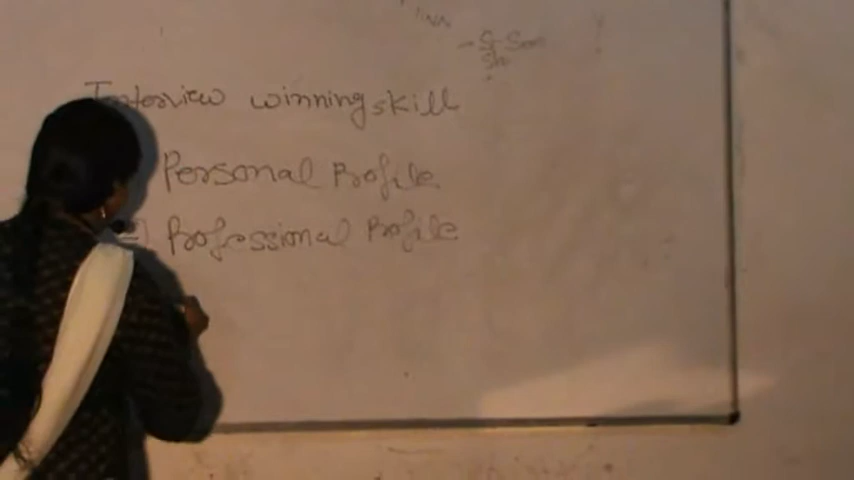 Interview winning skill
Personal Profile
Professional Profile